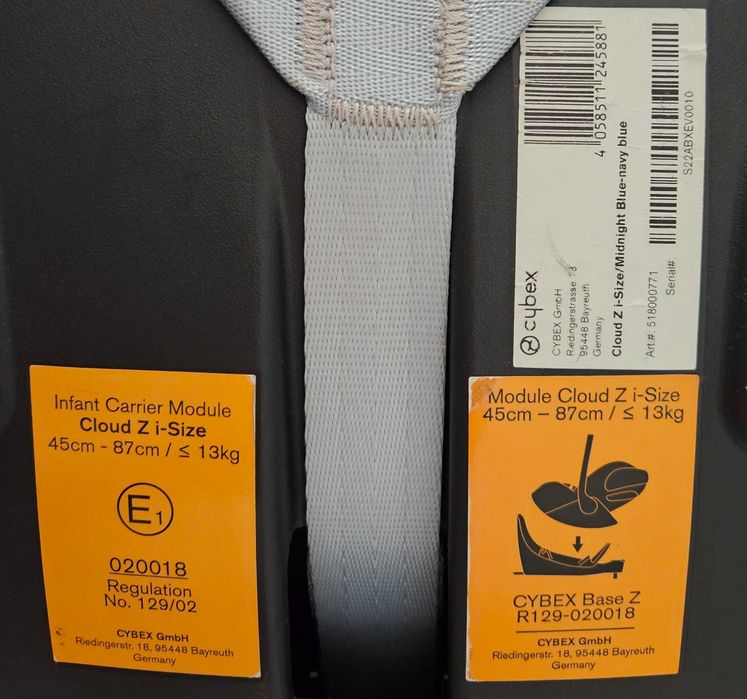 Infant Carrier Module
Cloud Z i-Size
45cm - 87cm / ≤ 13kg
E1
020018
Regulation
No. 129/02
CYBEX GmbH
Riedingerstr. 18, 95448 Bayreuth
Germany
4 058511 245881
cybex
CYBEX GmbH
Riedingerstrasse 18
95448 Bayreuth
Germany
Cloud Z i-Size/Midnight Blue-navy blue
Art.#. 518000771
Serial#
S22ABXEV0010
Module Cloud Z i-Size
45cm – 87cm / ≤ 13kg
CYBEX Base Z
R129-020018
CYBEX GmbH
Riedingerstr. 18, 95448 Bayreuth
Germany